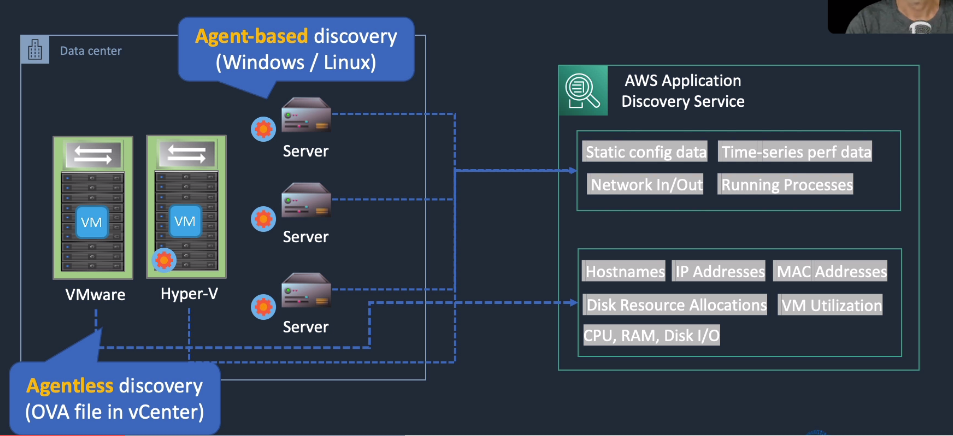 Data center
Agent-based discovery
(Windows / Linux)
Server
Server
Server
VM
VM
VMware
Hyper-V
Agentless discovery
(OVA file in vCenter)
AWS Application
Discovery Service
Static config data
Time-series perf data
Network In/Out
Running Processes
Hostnames
IP Addresses
MAC Addresses
Disk Resource Allocations
VM Utilization
CPU, RAM, Disk I/O